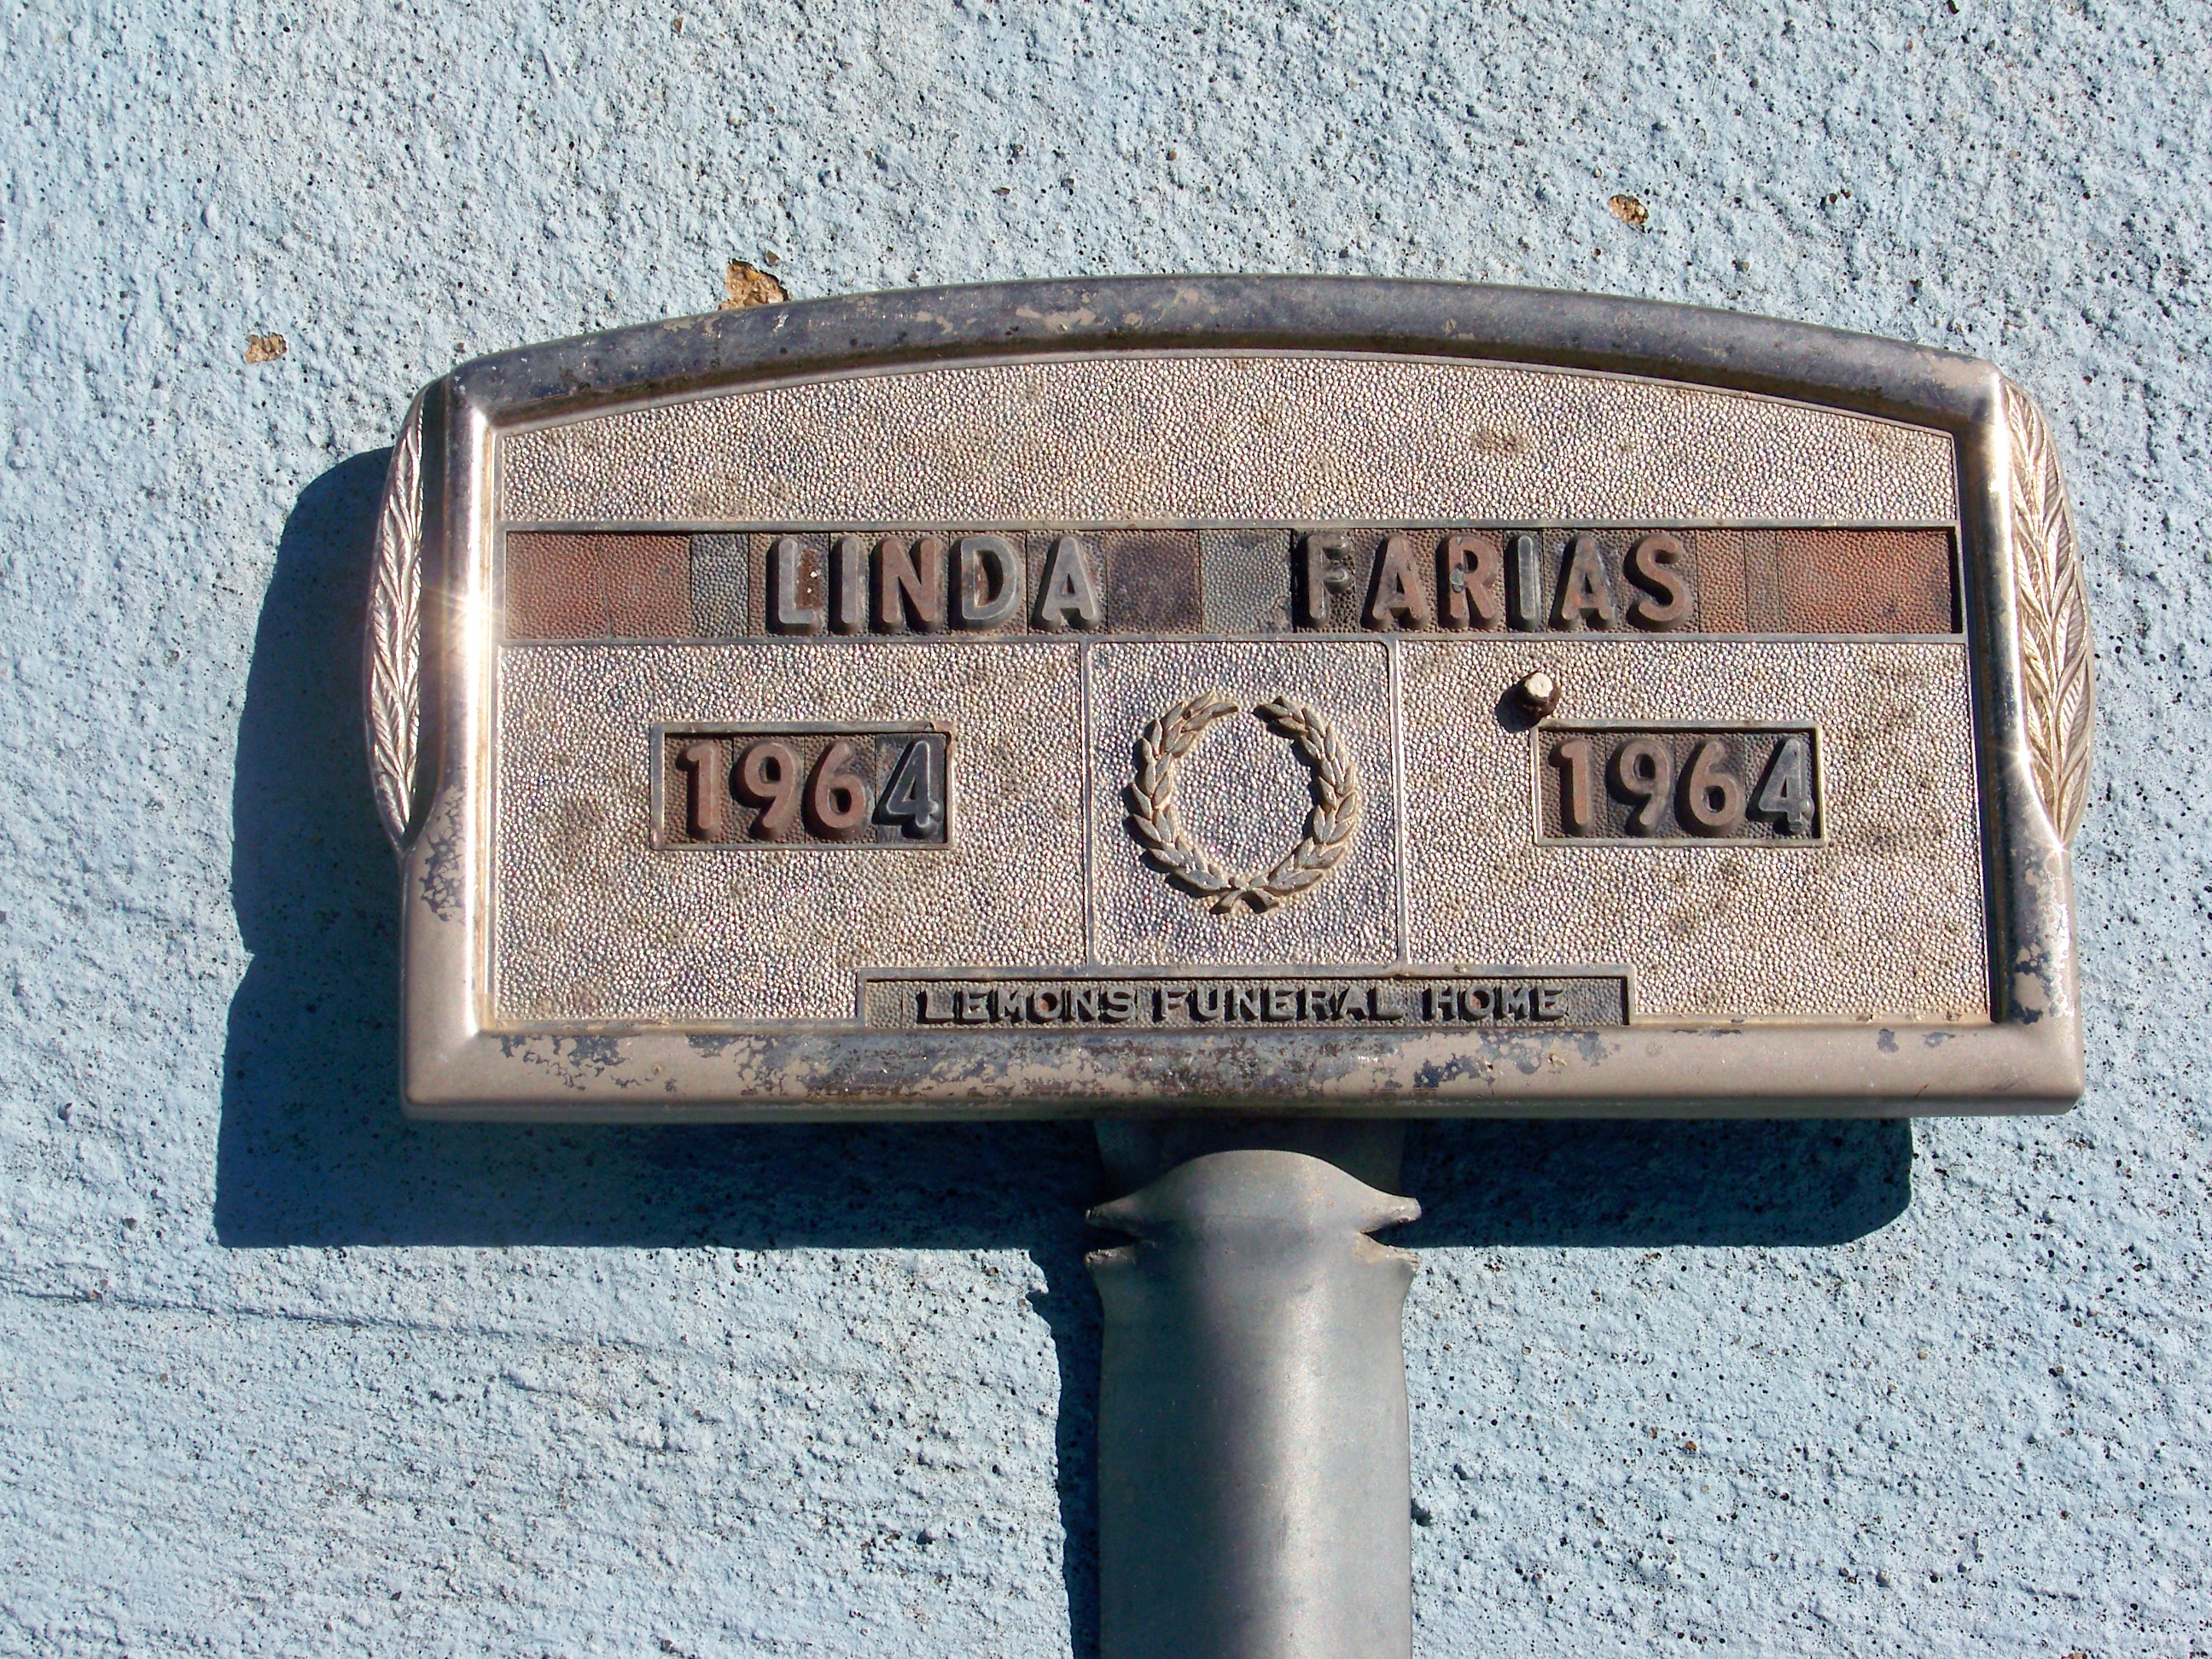 LINDA FARIAS
1964 1964
LEMONS FUNERAL HOME